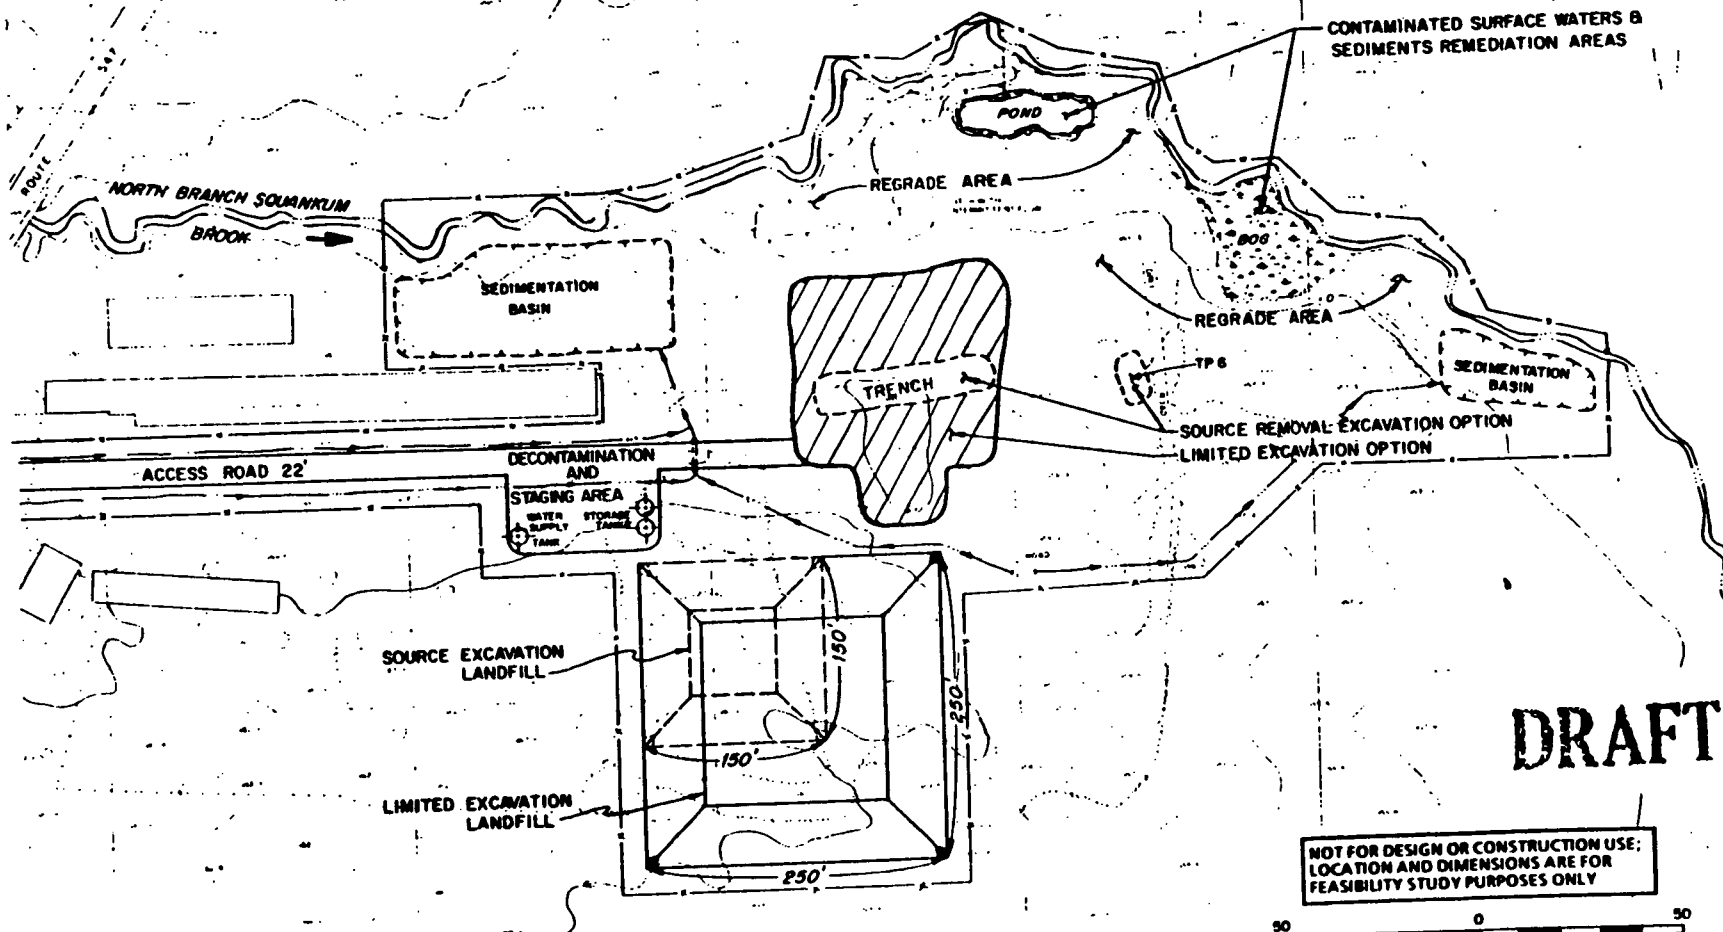 CONTAMINATED SURFACE WATERS &
SEDIMENTS REMEDIATION AREAS
547
ROUTE
POND
REGRADE AREA
NORTH BRANCH SQUANKUM
BROOK
BOG
SEDIMENTATION
BASIN
REGRADE AREA
TP 6
TRENCH
SEDIMENTATION
BASIN
SOURCE REMOVAL EXCAVATION OPTION
LIMITED EXCAVATION OPTION
ACCESS ROAD 22'
DECONTAMINATION
AND
STAGING AREA
WATER
SUPPLY
TANK
STORAGE
TANKS
SOURCE EXCAVATION
LANDFILL
150'
150'
250'
LIMITED EXCAVATION
LANDFILL
250'
DRAFT
NOT FOR DESIGN OR CONSTRUCTION USE;
LOCATION AND DIMENSIONS ARE FOR
FEASIBILITY STUDY PURPOSES ONLY
50 0 50